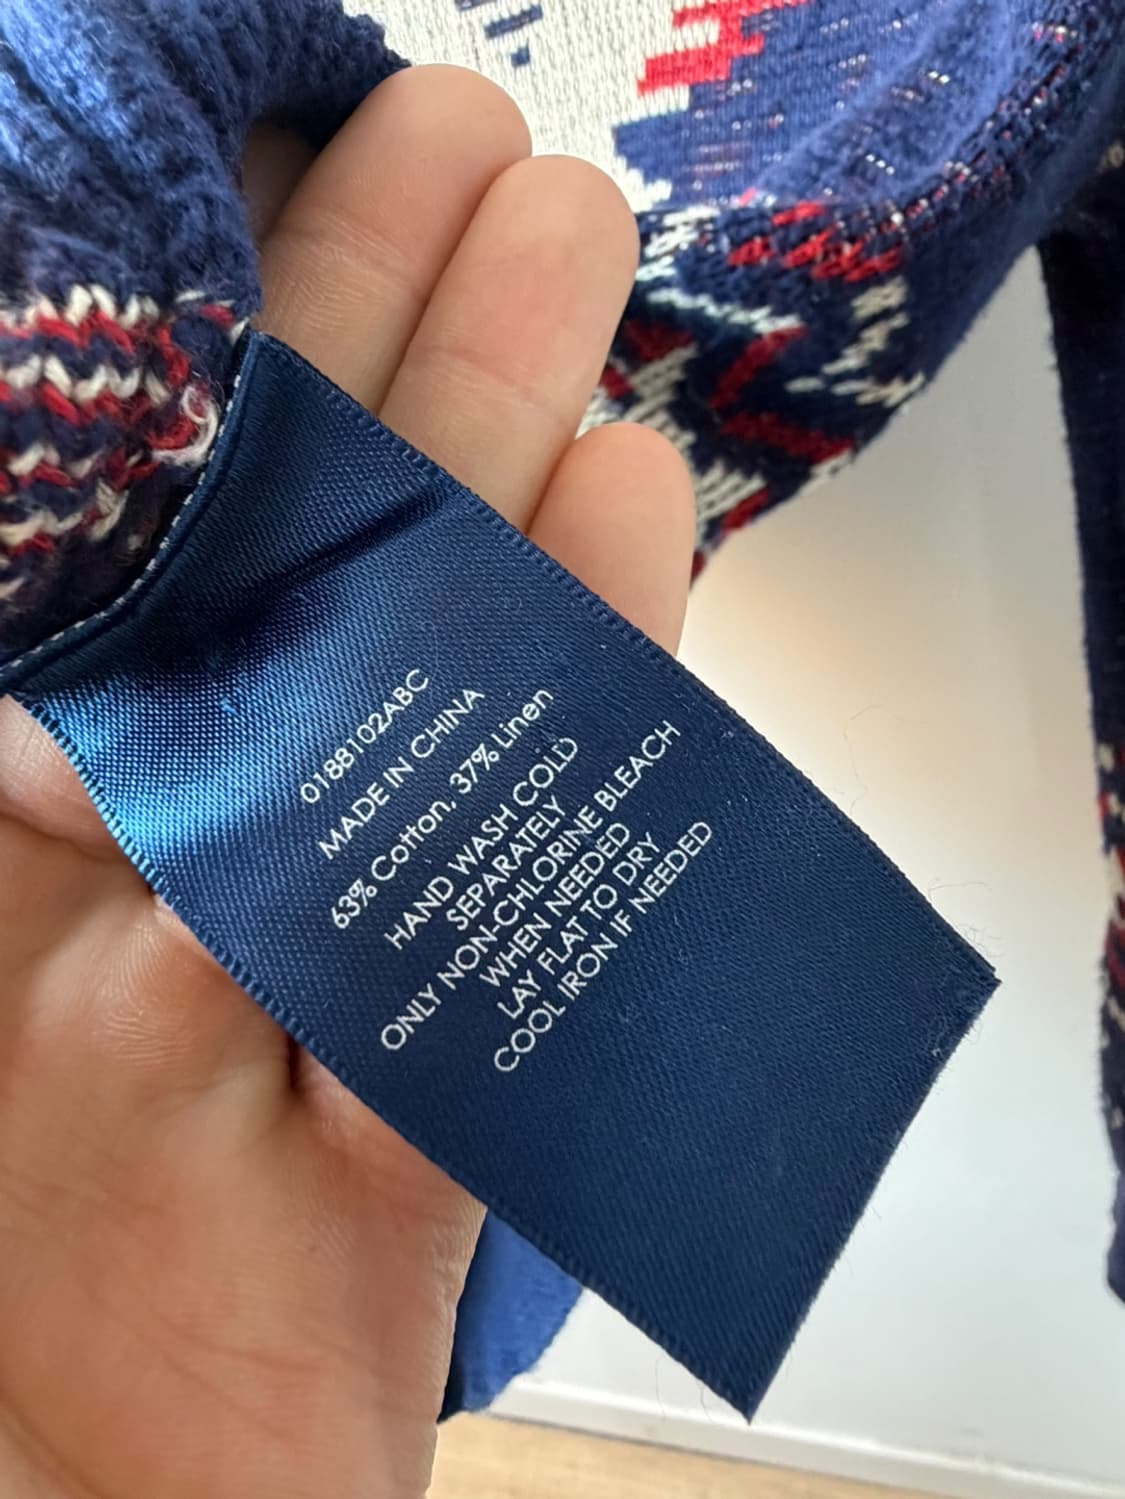 0188102ABC
MADE IN CHINA
63% Cotton, 37% Linen
HAND WASH COLD
SEPARATELY
ONLY NON-CHLORINE BLEACH
WHEN NEEDED
LAY FLAT TO DRY
COOL IRON IF NEEDED